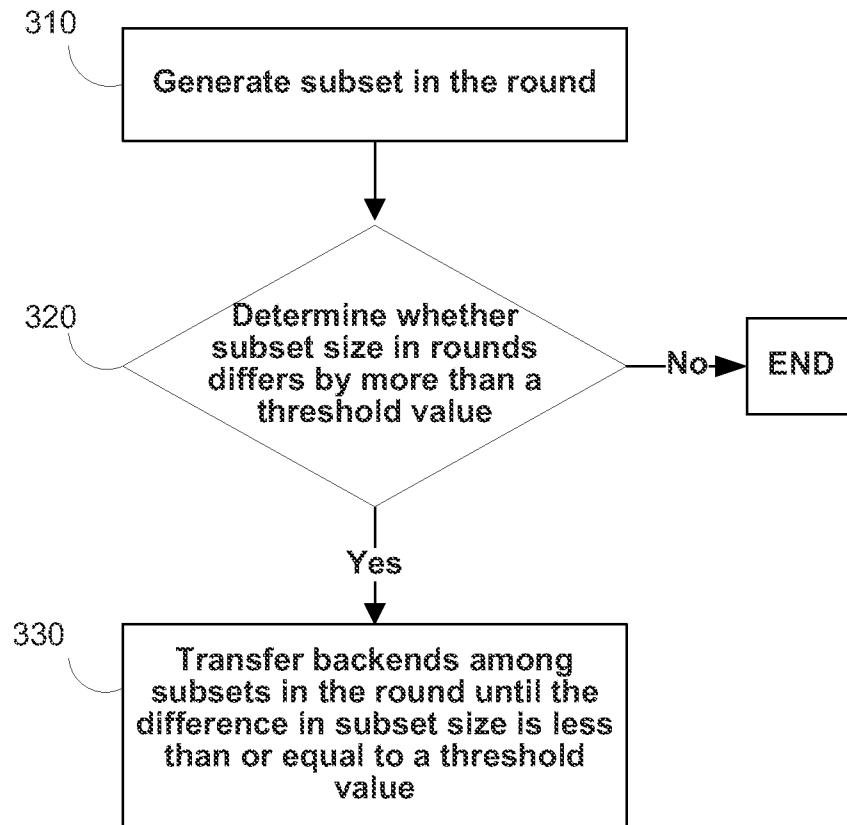 310
Generate subset in the round
320
Determine whether
subset size in rounds
differs by more than a
threshold value
No
END
Yes
330
Transfer backends among
subsets in the round until the
difference in subset size is less
than or equal to a threshold
value